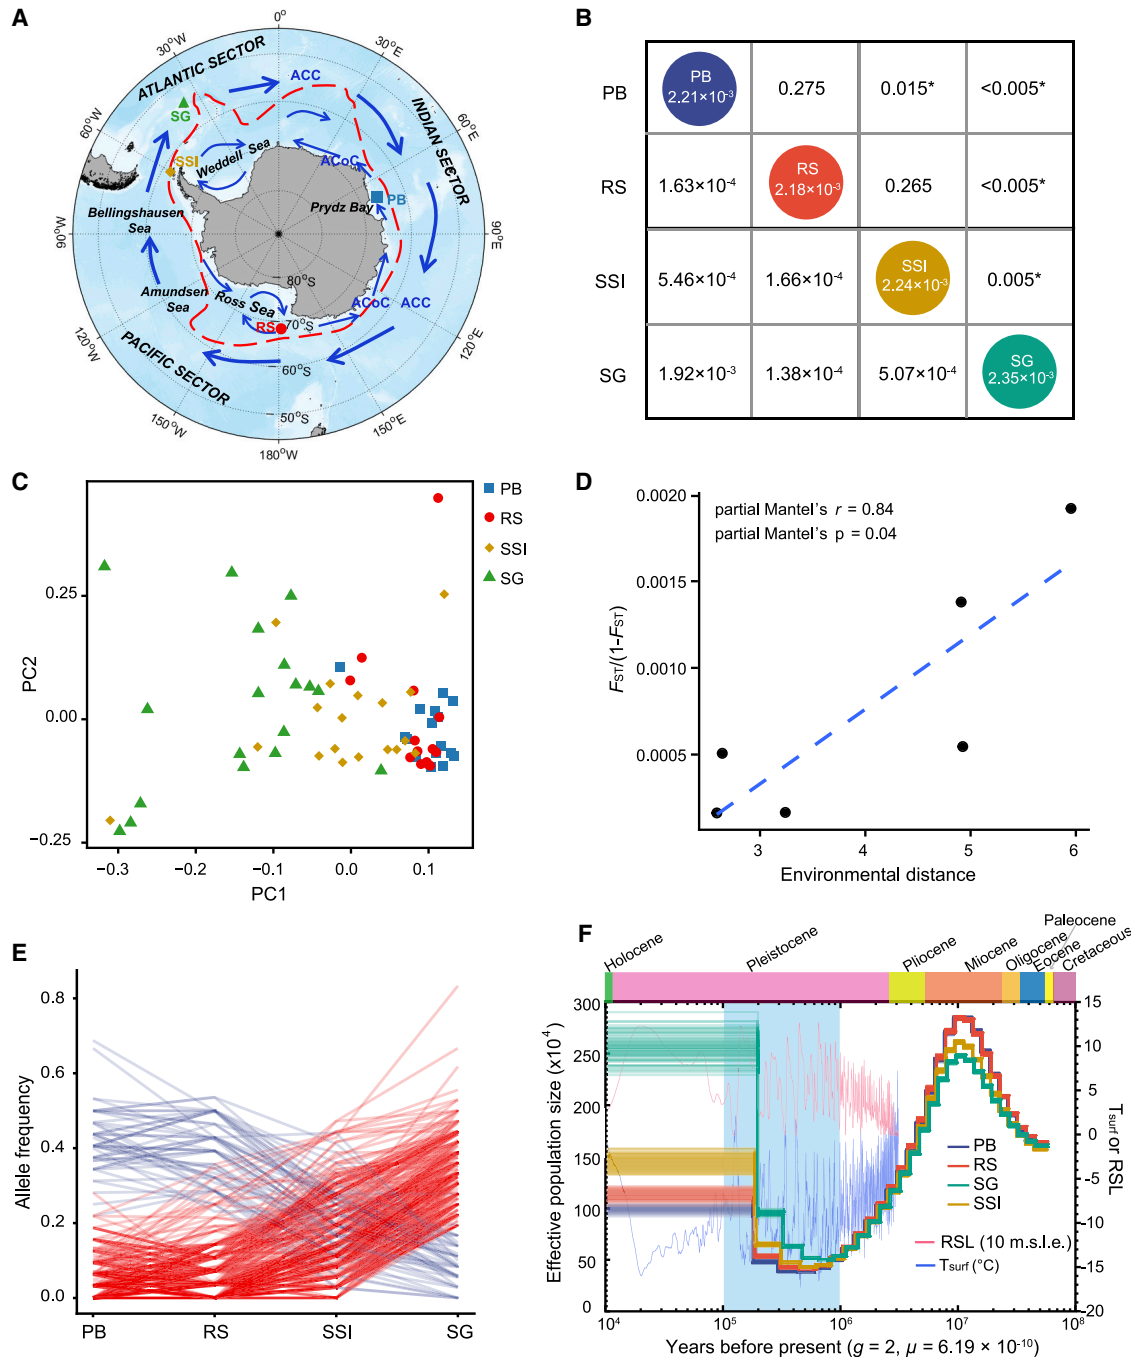 A
0°
30°E
60°E
90°E
120°E
150°E
180°W
150°W
120°W
90°W
60°W
30°W
ATLANTIC SECTOR
INDIAN SECTOR
PACIFIC SECTOR
ACC
SG
SSI
Weddell Sea
ACoC
Prydz Bay
PB
Bellingshausen
Sea
Amundsen
Sea
Ross Sea
RS
ACoC
ACC
80°S
70°S
60°S
50°S
B
PB
PB
2.21×10-3
0.275
0.015*
<0.005*
RS
1.63×10-4
RS
2.18×10-3
0.265
<0.005*
SSI
5.46×10-4
1.66×10-4
SSI
2.24×10-3
0.005*
SG
1.92×10-3
1.38×10-4
5.07×10-4
SG
2.35×10-3
C
PB
RS
SSI
SG
PC2
0.25
0.00
−0.25
−0.3
−0.2
−0.1
0.0
0.1
PC1
D
partial Mantel's r = 0.84
partial Mantel's p = 0.04
FST/(1-FST)
0.0020
0.0015
0.0010
0.0005
3
4
5
6
Environmental distance
E
Allele frequency
0.8
0.6
0.4
0.2
0.0
PB
RS
SSI
SG
F
Holocene
Pleistocene
Pliocene
Miocene
Oligocene
Eocene
Paleocene
Cretaceous
Effective population size (×10⁴)
300
250
200
150
100
50
0
15
10
5
0
-5
-10
-15
-20
Tsurf or RSL
PB
RS
SG
SSI
RSL (10 m.s.l.e.)
Tsurf (°C)
10⁴
10⁵
10⁶
10⁷
10⁸
Years before present (g = 2, μ = 6.19 × 10-10)